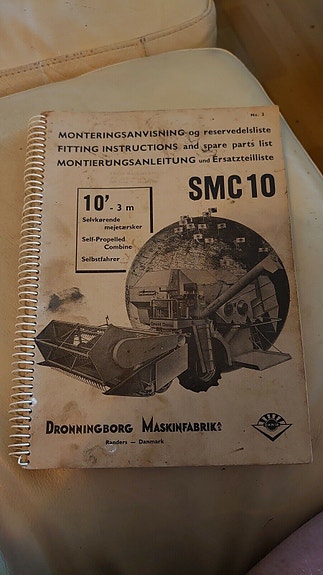 No. 2
MONTERINGSANVISNING og reservedelsliste
FITTING INSTRUCTIONS and spare parts list
MONTIERUNGSANLEITUNG und Ersatzteilliste
SMC 10
10' - 3 m
Selvkørende
mejetærsker
Self-Propelled
Combine
Selbstfahrer
DRONNINGBORG MASKINFABRIK A/S
Randers — Danmark